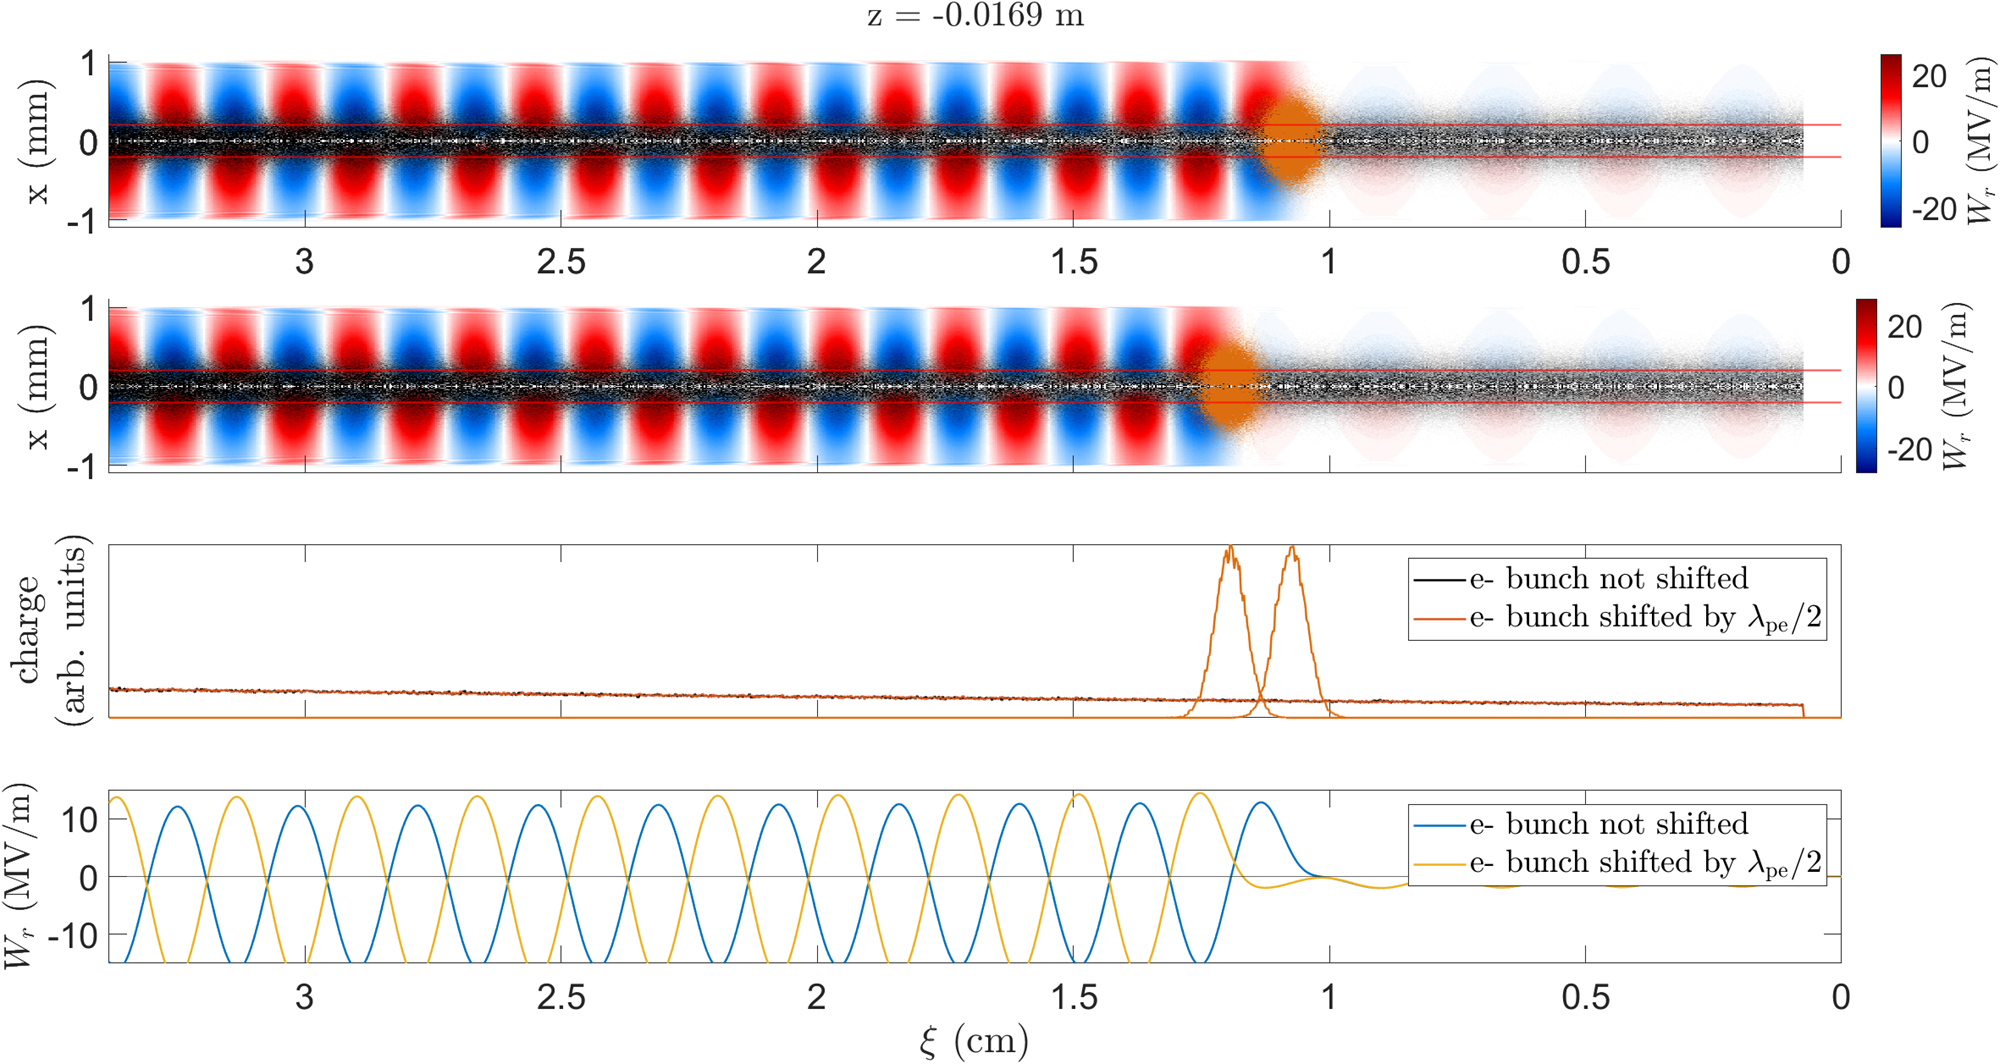 z = -0.0169 m
x (mm)
1
0
-1
3
2.5
2
1.5
1
0.5
0
20
0
-20
W_r (MV/m)
x (mm)
1
0
-1
20
0
-20
W_r (MV/m)
charge
(arb. units)
e- bunch not shifted
e- bunch shifted by λ_pe/2
W_r (MV/m)
10
0
-10
e- bunch not shifted
e- bunch shifted by λ_pe/2
3
2.5
2
1.5
1
0.5
0
ξ (cm)